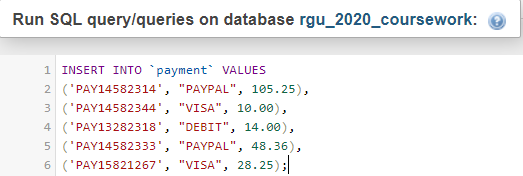 Run SQL query/queries on database rgu_2020_coursework:
1 INSERT INTO `payment` VALUES
2 ('PAY14582314', "PAYPAL", 105.25),
3 ('PAY14582344', "VISA", 10.00),
4 ('PAY13282318', "DEBIT", 14.00),
5 ('PAY14582333', "PAYPAL", 48.36),
6 ('PAY15821267', "VISA", 28.25);